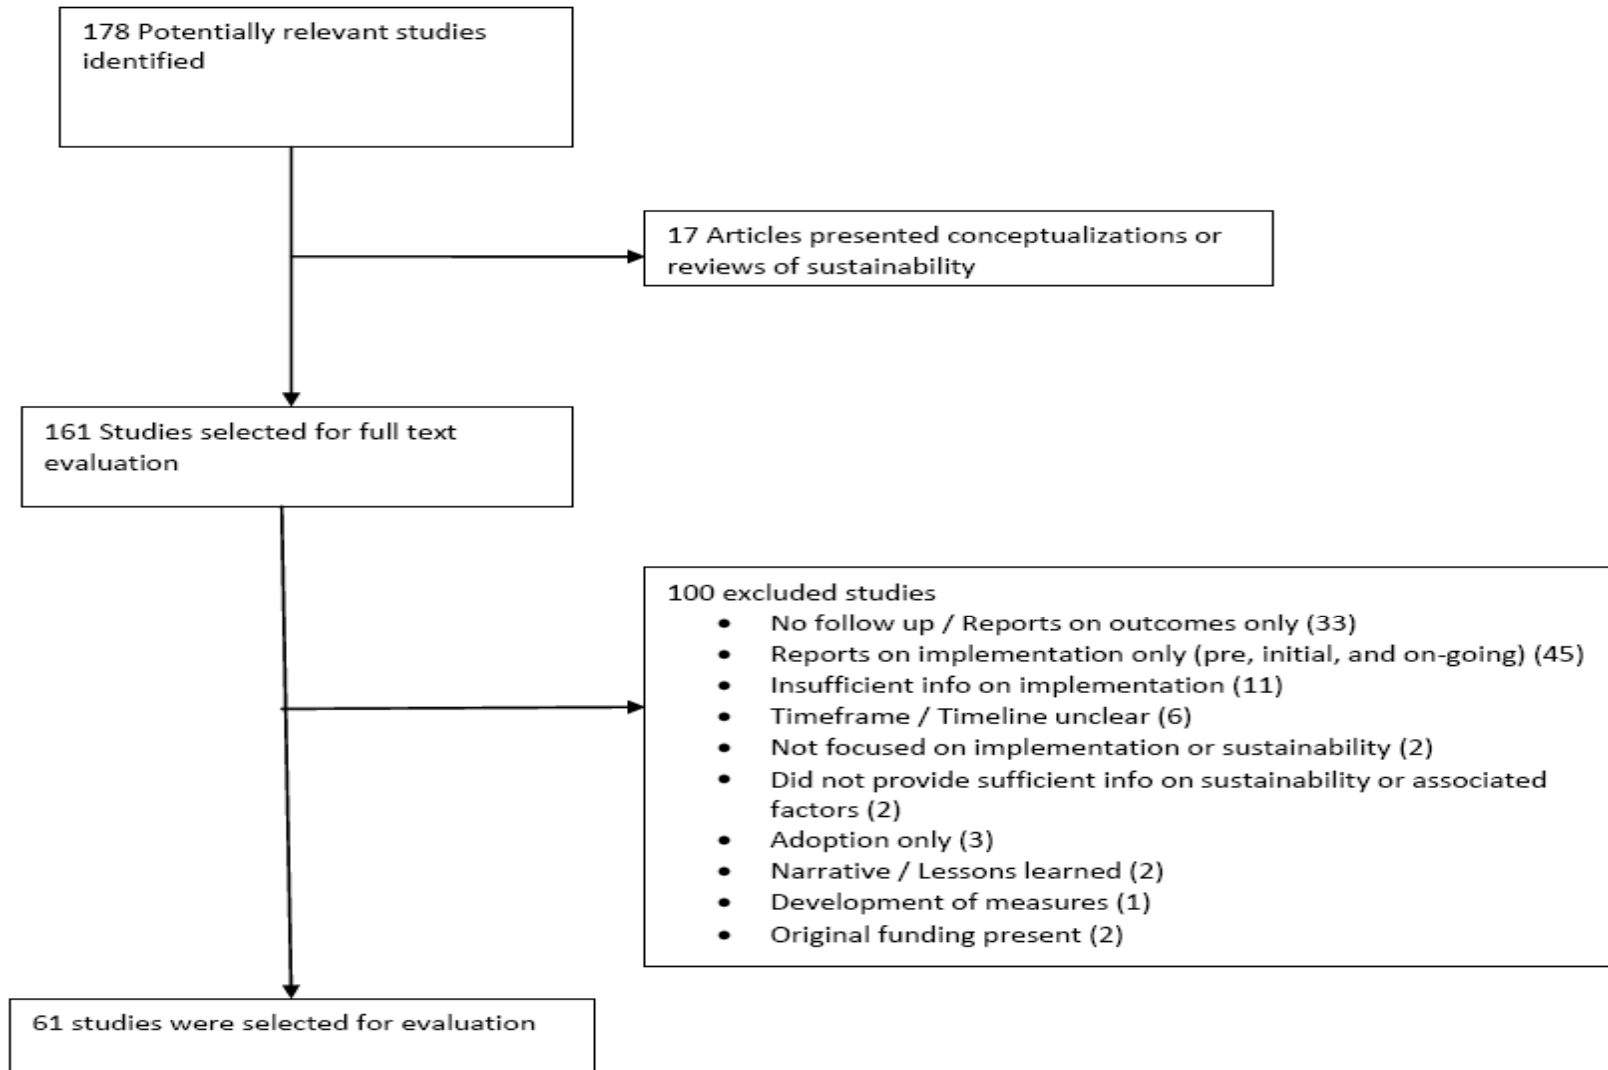 178 Potentially relevant studies
identified
17 Articles presented conceptualizations or
reviews of sustainability
161 Studies selected for full text
evaluation
100 excluded studies
• No follow up / Reports on outcomes only (33)
• Reports on implementation only (pre, initial, and on-going) (45)
• Insufficient info on implementation (11)
• Timeframe / Timeline unclear (6)
• Not focused on implementation or sustainability (2)
• Did not provide sufficient info on sustainability or associated
factors (2)
• Adoption only (3)
• Narrative / Lessons learned (2)
• Development of measures (1)
• Original funding present (2)
61 studies were selected for evaluation